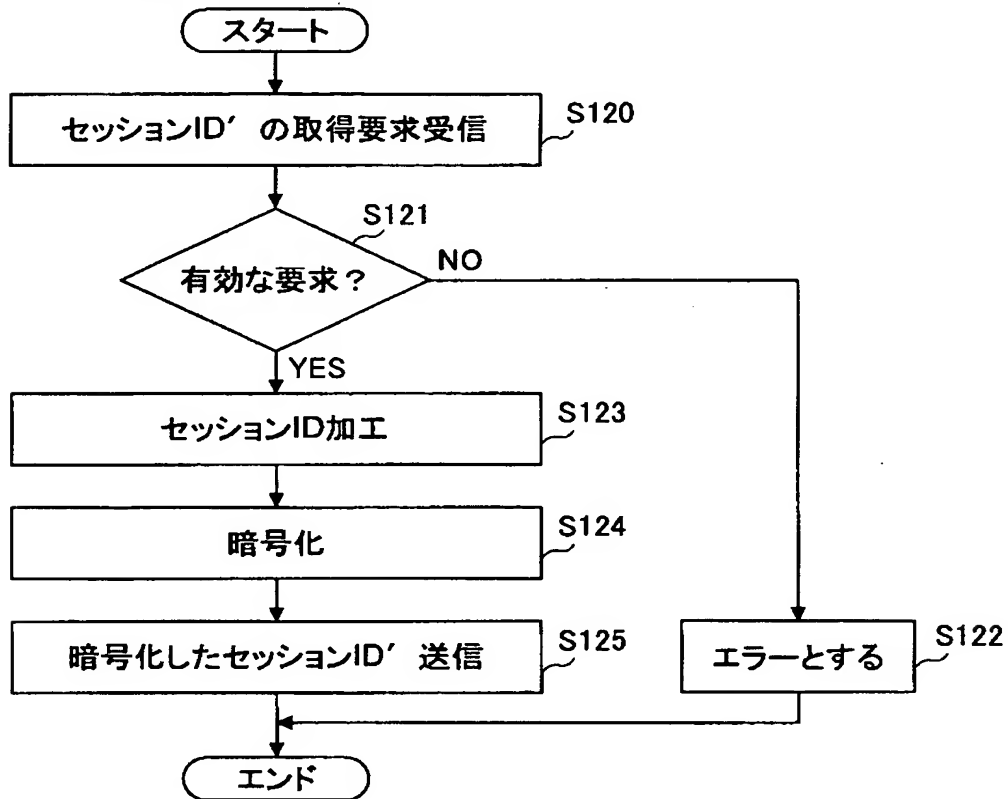 スタート
セッションID′ の取得要求受信
S120
S121
有効な要求？
NO
YES
セッションID加工
S123
暗号化
S124
暗号化したセッションID′ 送信
S125
エラーとする
S122
エンド